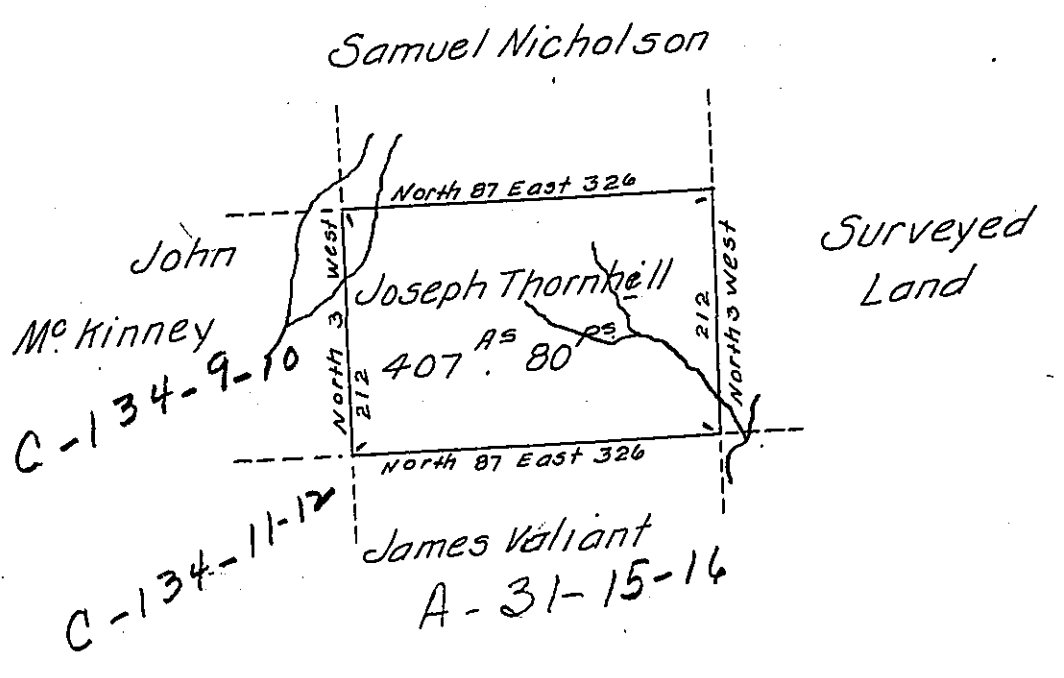 Samuel Nicholson
North 87 East 326
John
McKinney
North 3 West
212
Joseph Thornhill
407 As. 80 ps.
212
North 3 West
Surveyed
Land
C-134-9-10
North 87 East 326
C-134-11-12
James Valiant
A-31-15-16